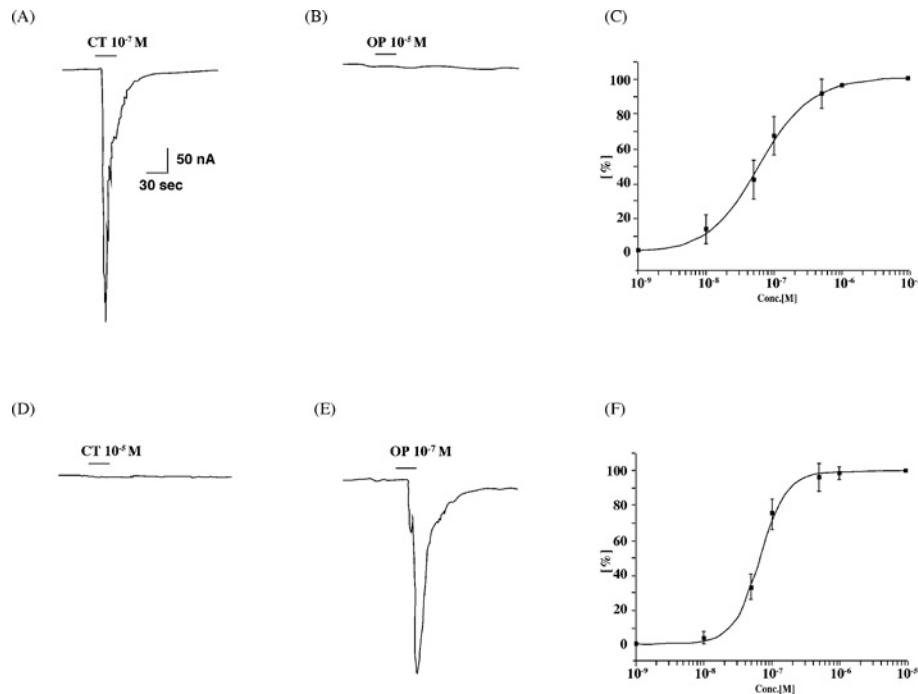 (A)
CT 10⁻⁷ M
50 nA
30 sec
(B)
OP 10⁻⁵ M
(C)
[%]
100
80
60
40
20
0
10⁻⁹ 10⁻⁸ 10⁻⁷ 10⁻⁶ 10⁻
Conc.[M]
(D)
CT 10⁻⁵ M
(E)
OP 10⁻⁷ M
(F)
[%]
100
80
60
40
20
0
10⁻⁹ 10⁻⁸ 10⁻⁷ 10⁻⁶ 10⁻⁵
Conc.[M]